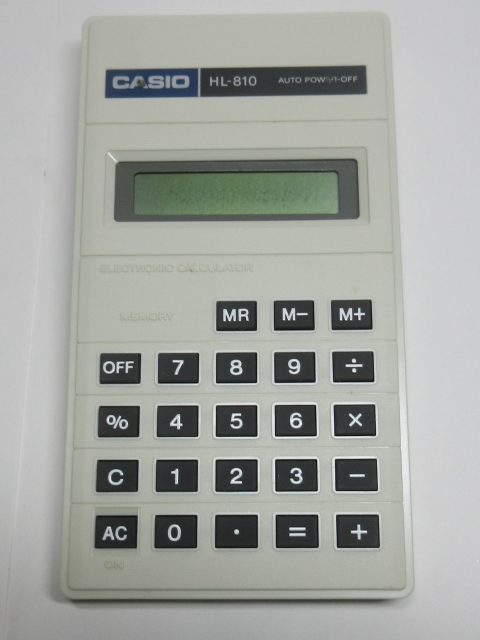 CASIO HL-810 AUTO POWER-OFF
ELECTRONIC CALCULATOR
MEMORY MR M− M+
OFF 7 8 9 ÷
% 4 5 6 ×
C 1 2 3 −
AC 0 · = +
ON